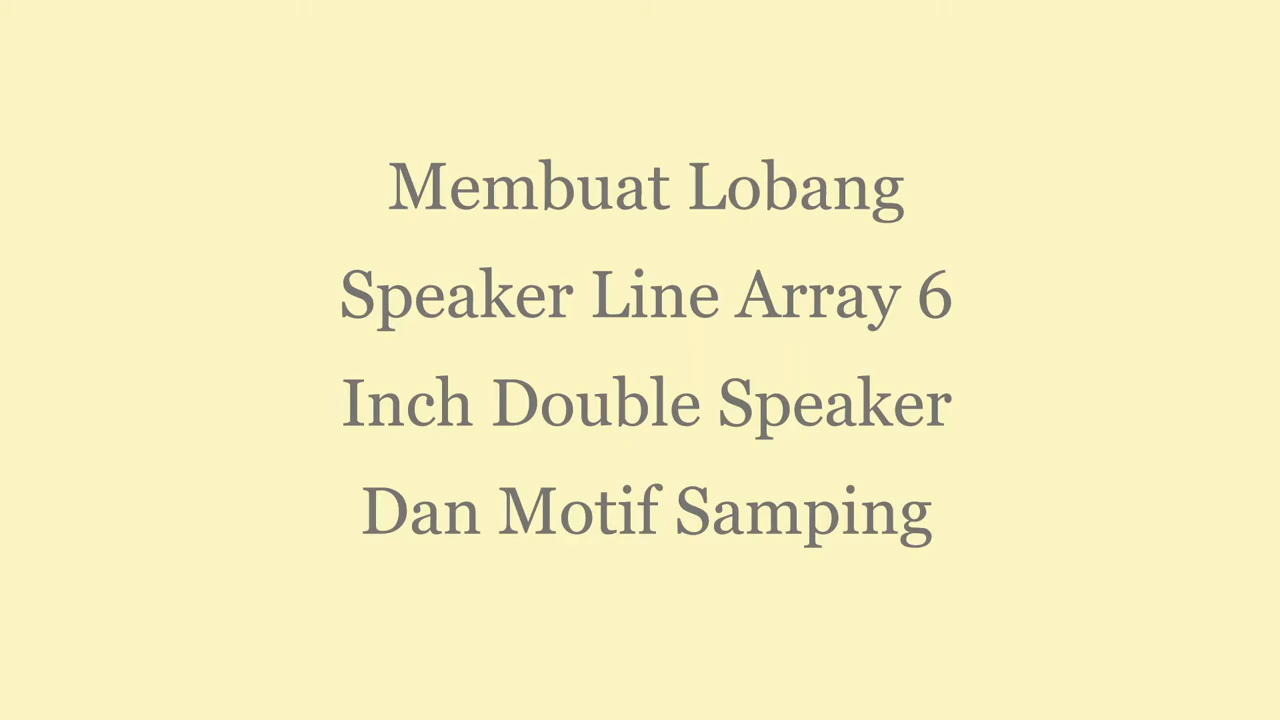 Membuat Lobang
Speaker Line Array 6
Inch Double Speaker
Dan Motif Samping